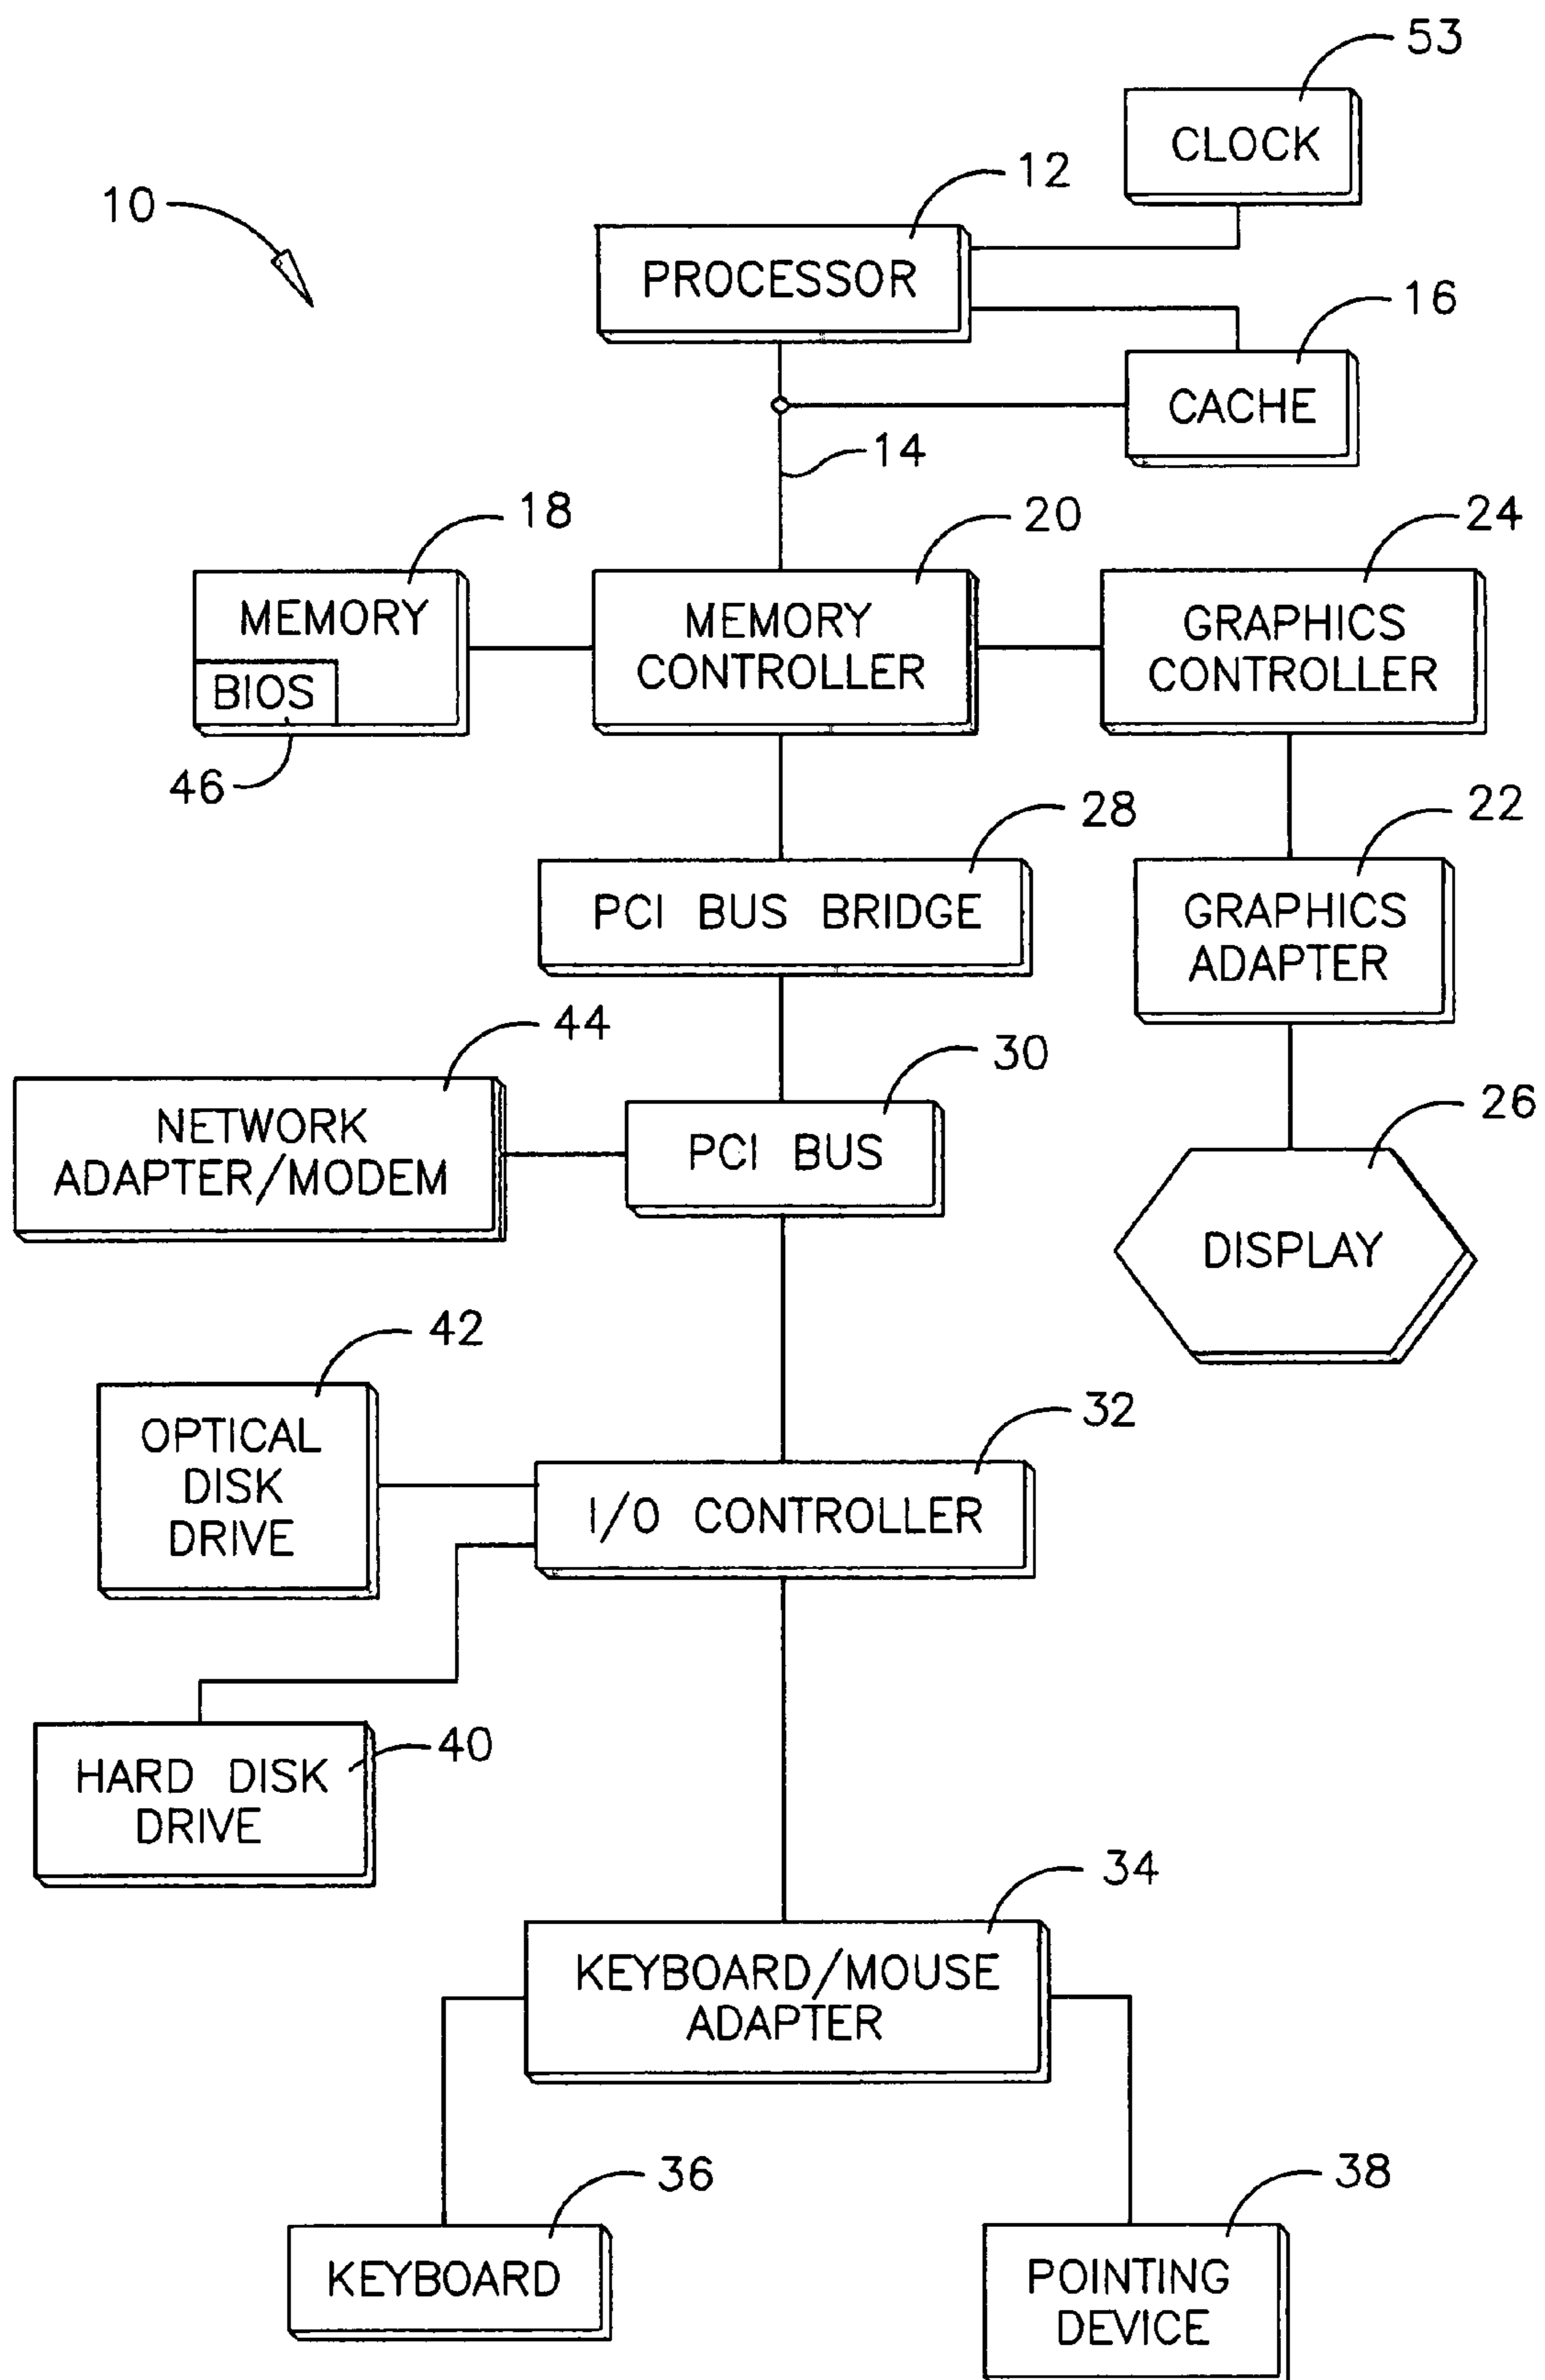 53
CLOCK
12
10
PROCESSOR
16
CACHE
14
18
20
24
MEMORY
BIOS
46
MEMORY
CONTROLLER
GRAPHICS
CONTROLLER
28
22
PCI BUS BRIDGE
GRAPHICS
ADAPTER
44
30
26
NETWORK
ADAPTER/MODEM
PCI BUS
DISPLAY
42
32
OPTICAL
DISK
DRIVE
I/O CONTROLLER
40
HARD DISK
DRIVE
34
KEYBOARD/MOUSE
ADAPTER
36
38
KEYBOARD
POINTING
DEVICE